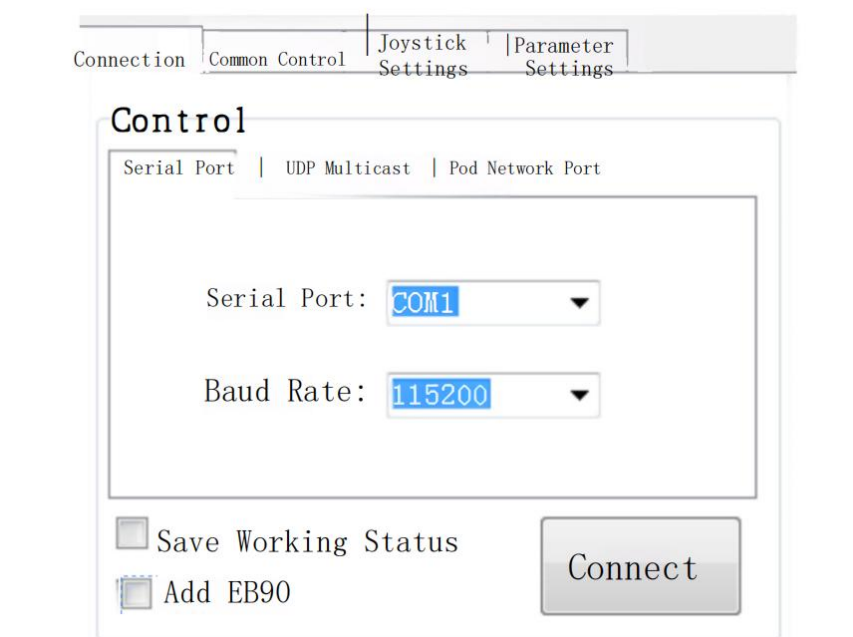 Connection Common Control Joystick Settings Parameter Settings
Control
Serial Port | UDP Multicast | Pod Network Port
Serial Port: COM1
Baud Rate: 115200
Save Working Status
Add EB90
Connect